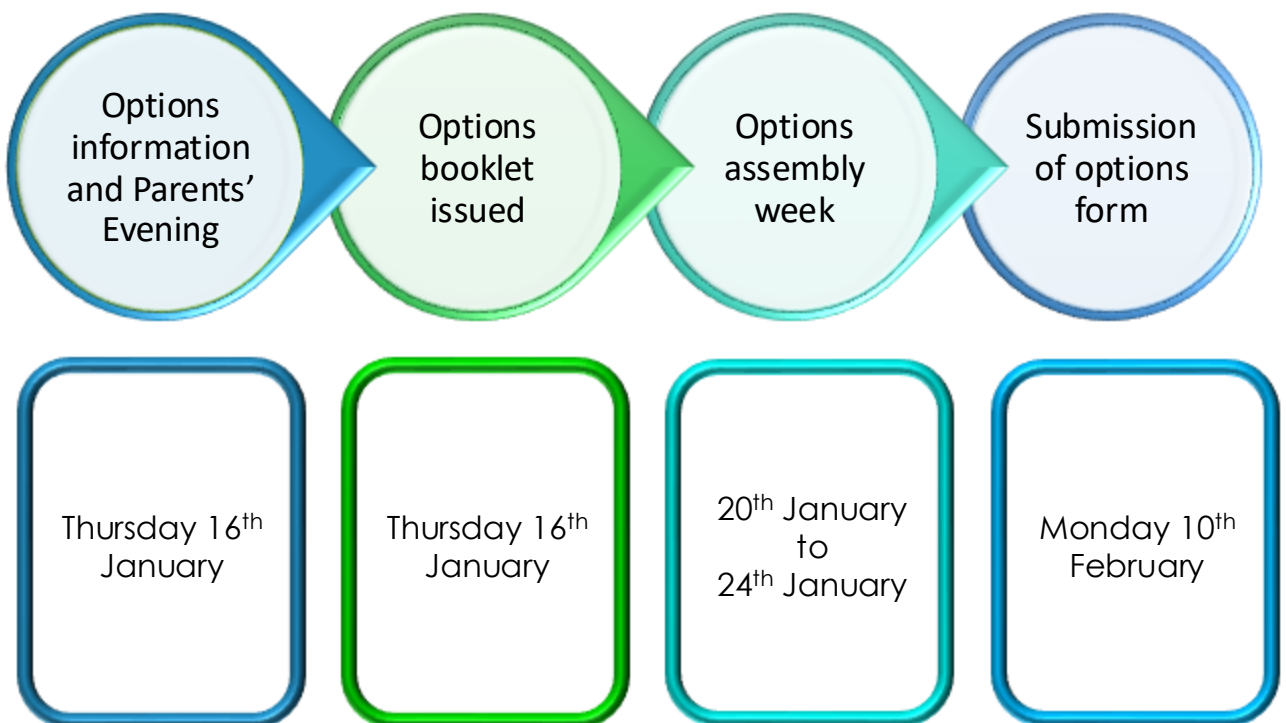 Options
information
and Parents’
Evening
Options
booklet
issued
Options
assembly
week
Submission
of options
form
Thursday 16th
January
Thursday 16th
January
20th January
to
24th January
Monday 10th
February